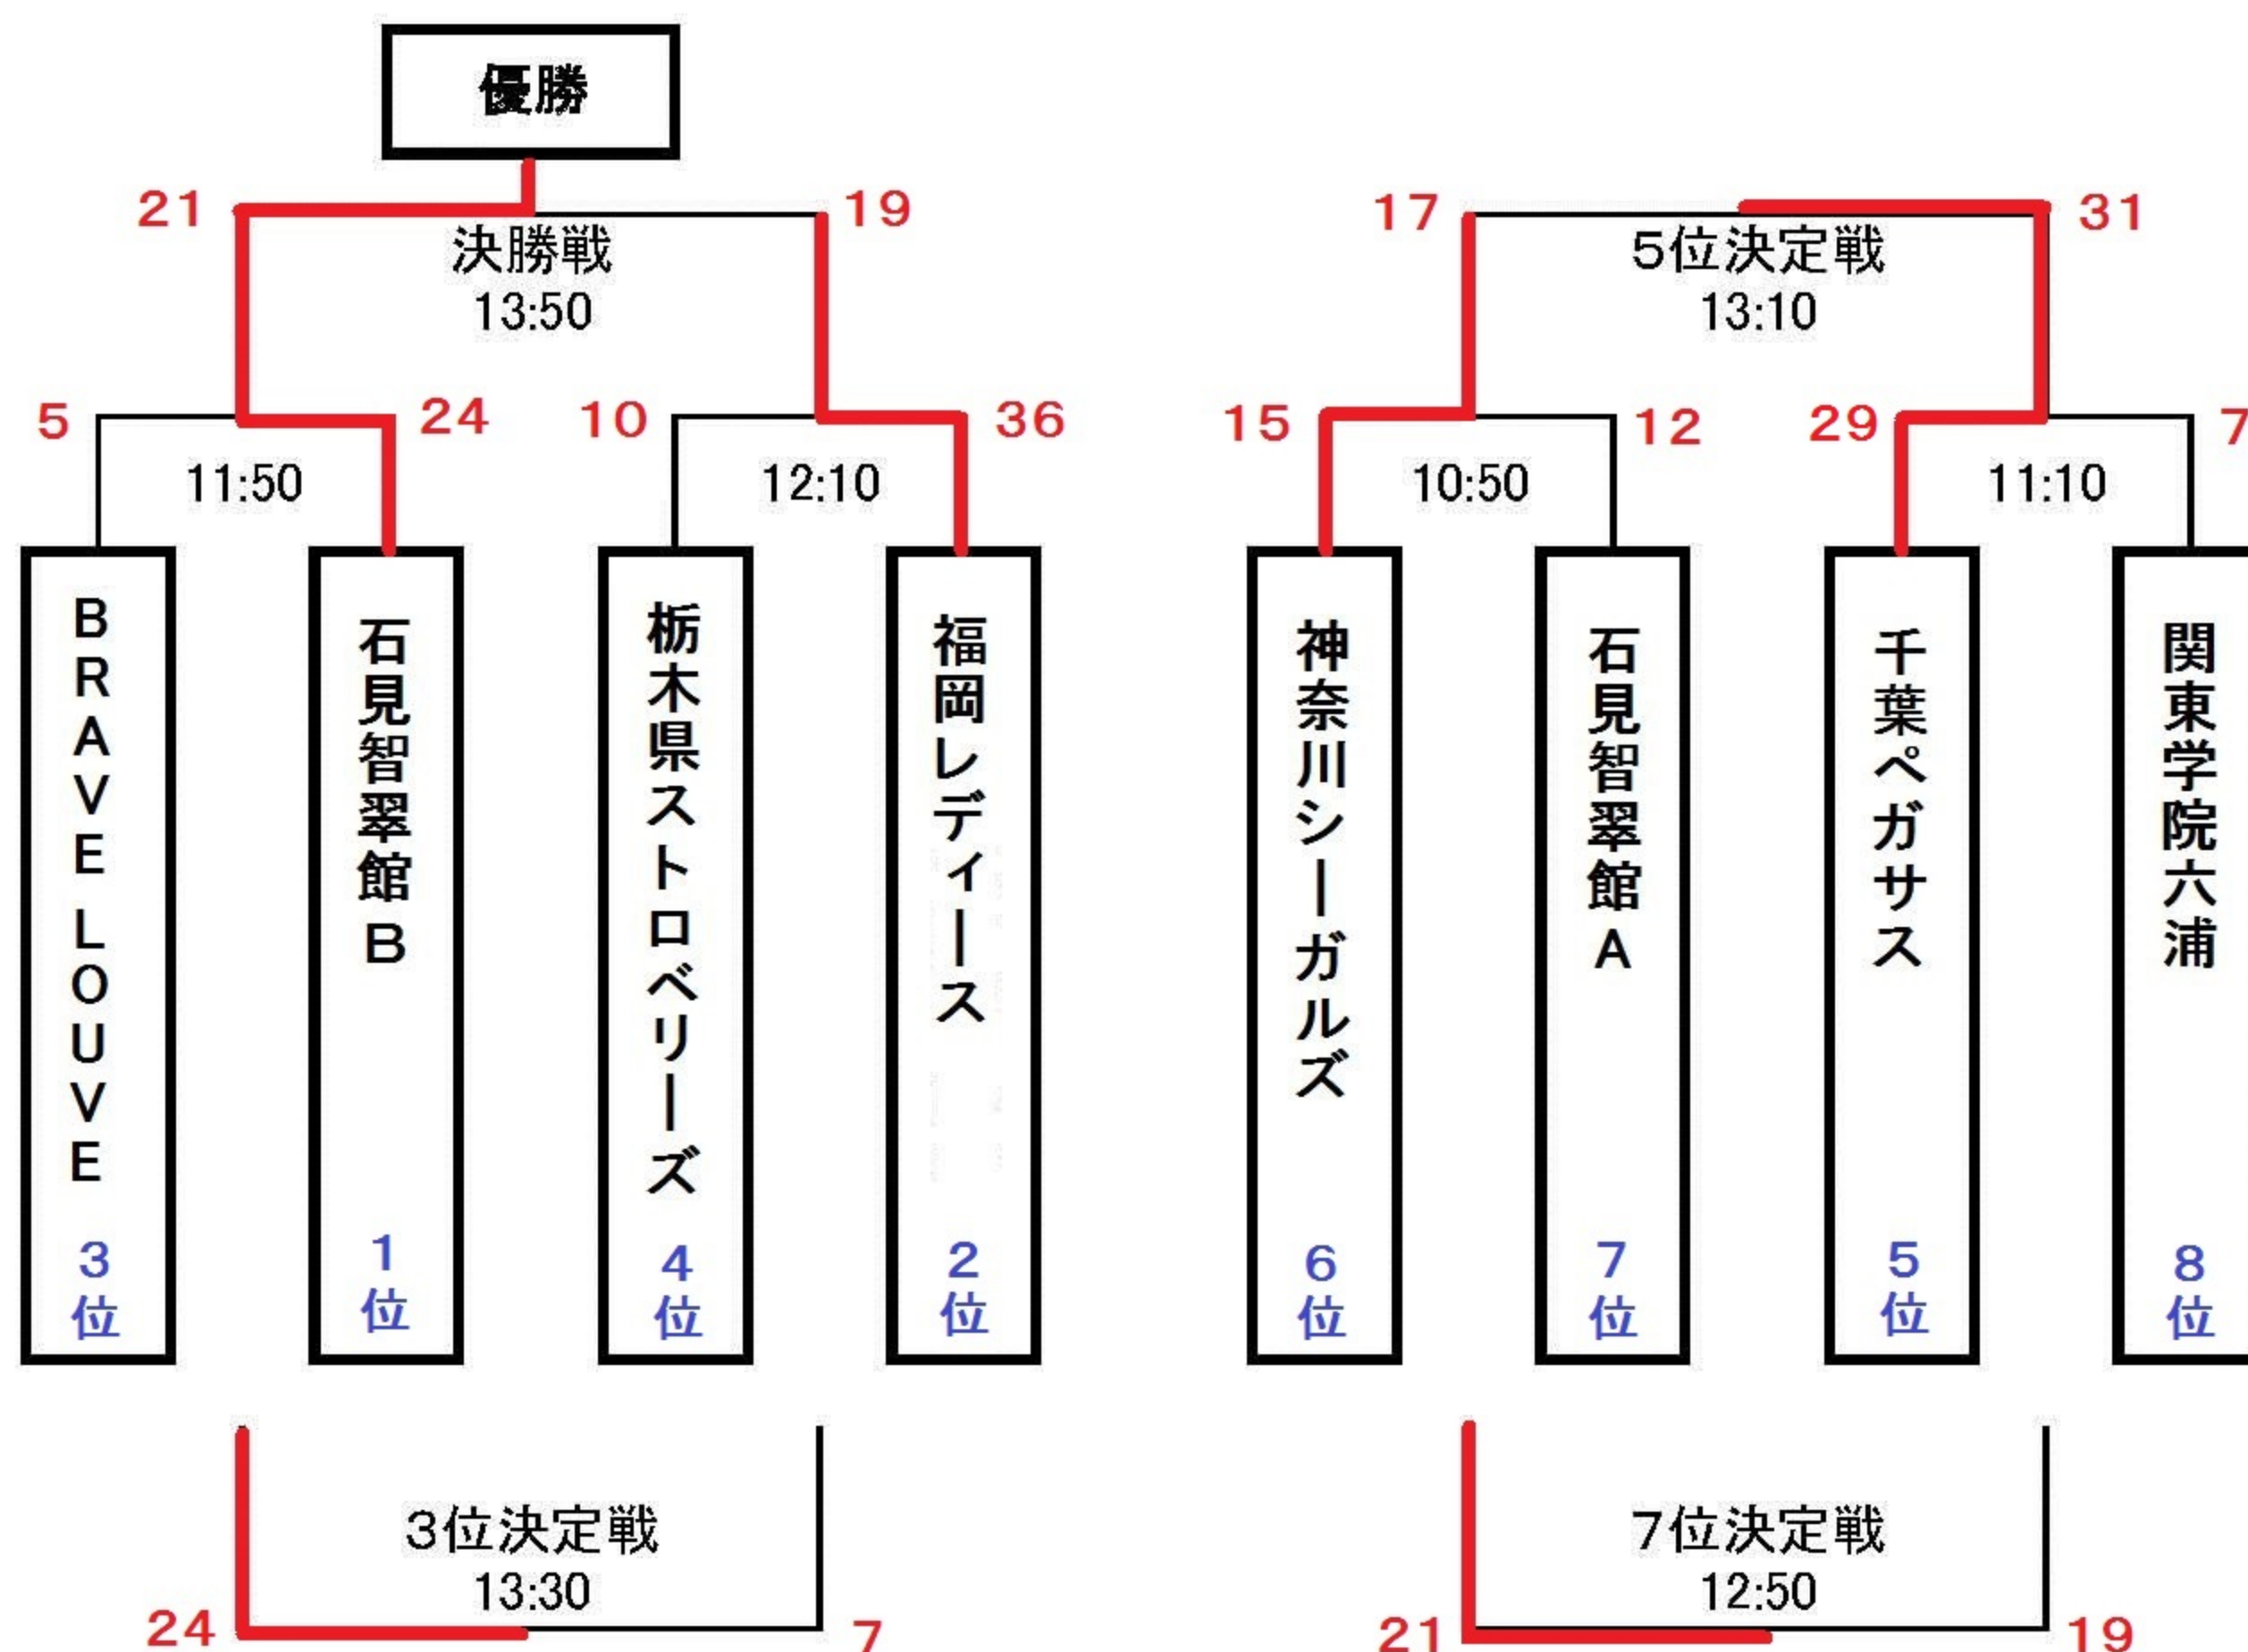 優勝
21
19
決勝戦
13:50
17
31
5位決定戦
13:10
5
24
10
36
15
12
29
7
11:50
12:10
10:50
11:10
BRAVE LOUVE
3位
石見智翠館B
1位
栃木県ストロベリーズ
4位
福岡レディース
2位
神奈川シーガルズ
6位
石見智翠館A
7位
千葉ペガサス
5位
関東学院六浦
8位
3位決定戦
13:30
24
7
7位決定戦
12:50
21
19